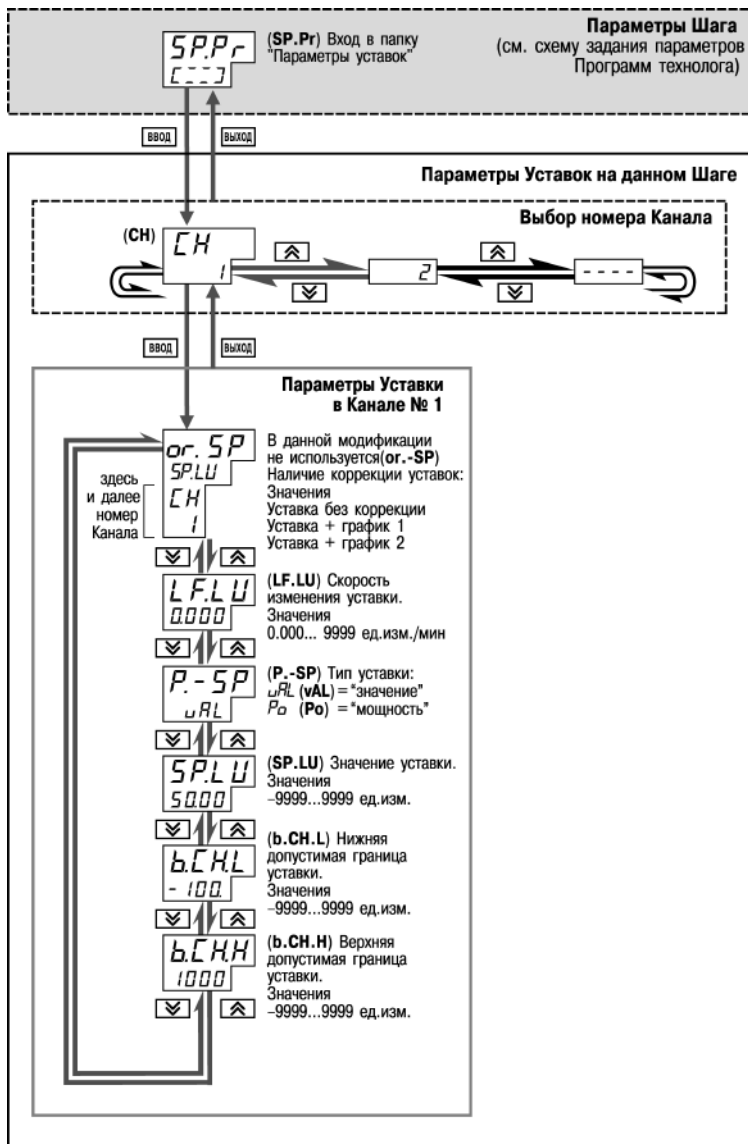 Параметры Шага
(см. схему задания параметров
Программ технолога)
SP.Pr
[---]
(SP.Pr) Вход в папку
"Параметры уставок"
ВВОД
ВЫХОД
Параметры Уставок на данном Шаге
Выбор номера Канала
(CH)
CH
1
2
----
ВВОД
ВЫХОД
Параметры Уставки
в Канале № 1
or. SP
SP.LU
CH
1
здесь
и далее
номер
Канала
В данной модификации
не используется(or.-SP)
Наличие коррекции уставок:
Значения
Уставка без коррекции
Уставка + график 1
Уставка + график 2
LF.LU
0.000
(LF.LU) Скорость
изменения уставки.
Значения
0.000... 9999 ед.изм./мин
P.-SP
vAL
(P.-SP) Тип уставки:
vAL (vAL) = "значение"
Po (Po) = "мощность"
SP.LU
50.00
(SP.LU) Значение уставки.
Значения
–9999...9999 ед.изм.
b.CH.L
-100.
(b.CH.L) Нижняя
допустимая граница
уставки.
Значения
–9999...9999 ед.изм.
b.CH.H
1000
(b.CH.H) Верхняя
допустимая граница
уставки.
Значения
–9999...9999 ед.изм.